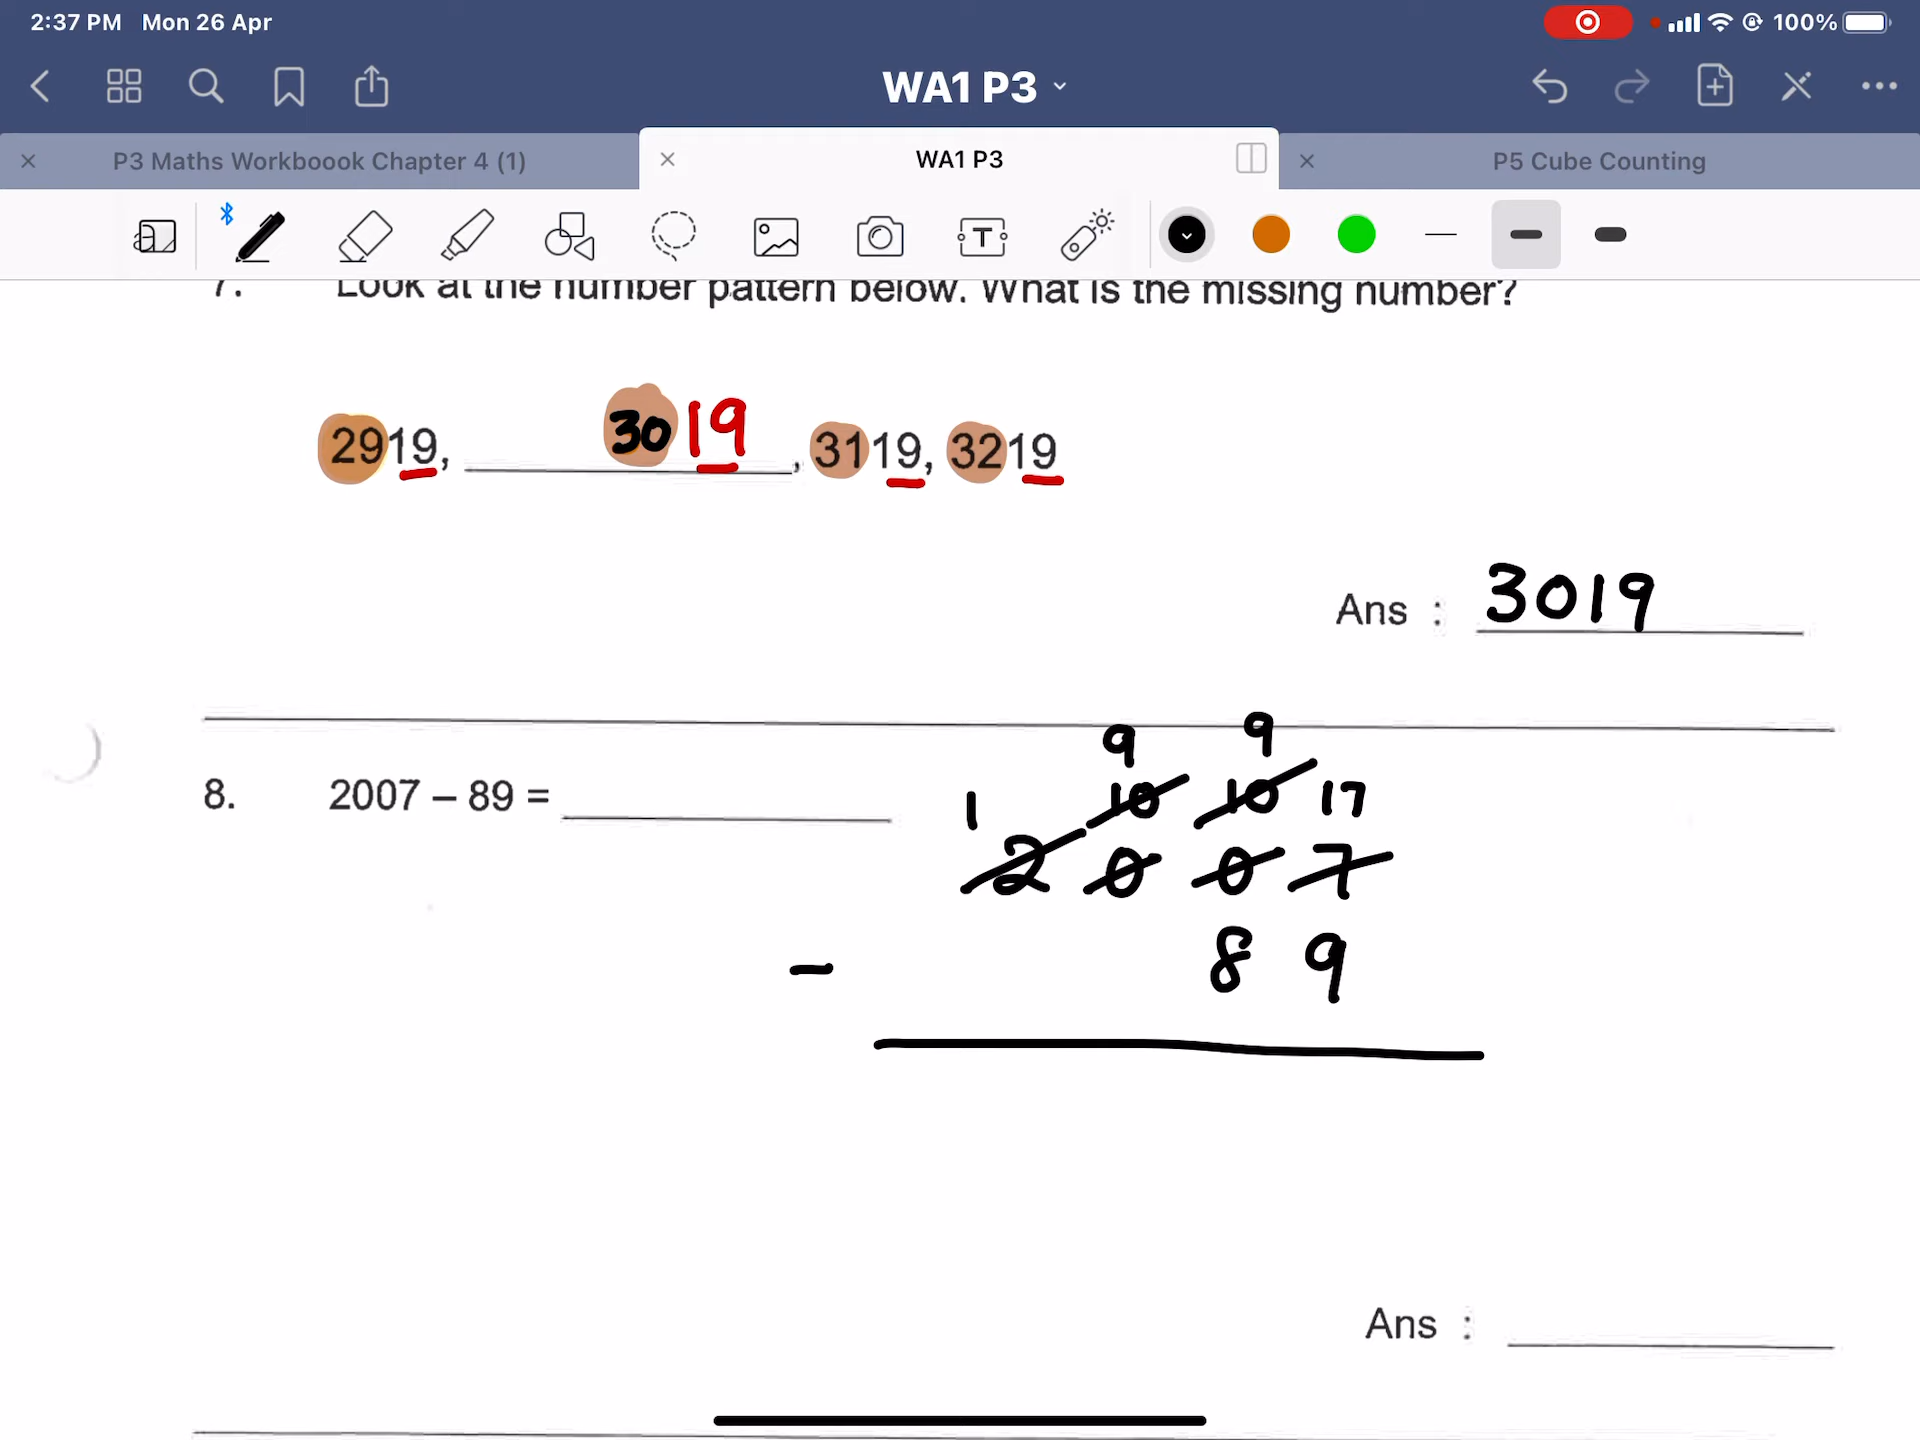 2:37 PM Mon 26 Apr 100%
WA1 P3
P3 Maths Workboook Chapter 4 (1) WA1 P3 P5 Cube Counting
7. Look at the number pattern below. What is the missing number?
2919, 3019, 3119, 3219
Ans : 3019
9 9
1 10 10 17
8. 2007 – 89 =
2 0 0 7
– 8 9
Ans :